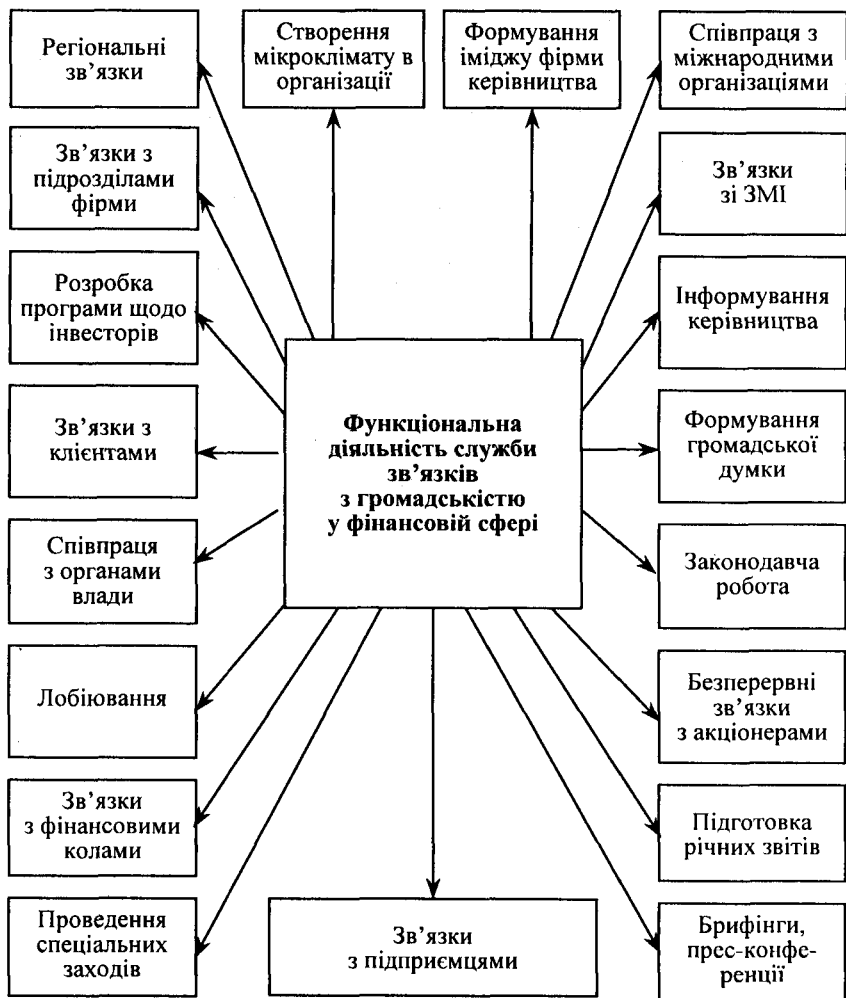 Регіональні
зв’язки
Створення
мікроклімату в
організації
Формування
іміджу фірми
керівництва
Співпраця з
міжнародними
організаціями
Зв’язки з
підрозділами
фірми
Зв’язки
зі ЗМІ
Розробка
програми щодо
інвесторів
Інформування
керівництва
Функціональна
діяльність служби
зв’язків
з громадськістю
у фінансовій сфері
Зв’язки з
клієнтами
Формування
громадської
думки
Співпраця
з органами
влади
Законодавча
робота
Лобіювання
Безперервні
зв’язки
з акціонерами
Зв’язки
з фінансовими
колами
Підготовка
річних звітів
Проведення
спеціальних
заходів
Зв’язки
з підприємцями
Брифінги,
прес-конфе-
ренції